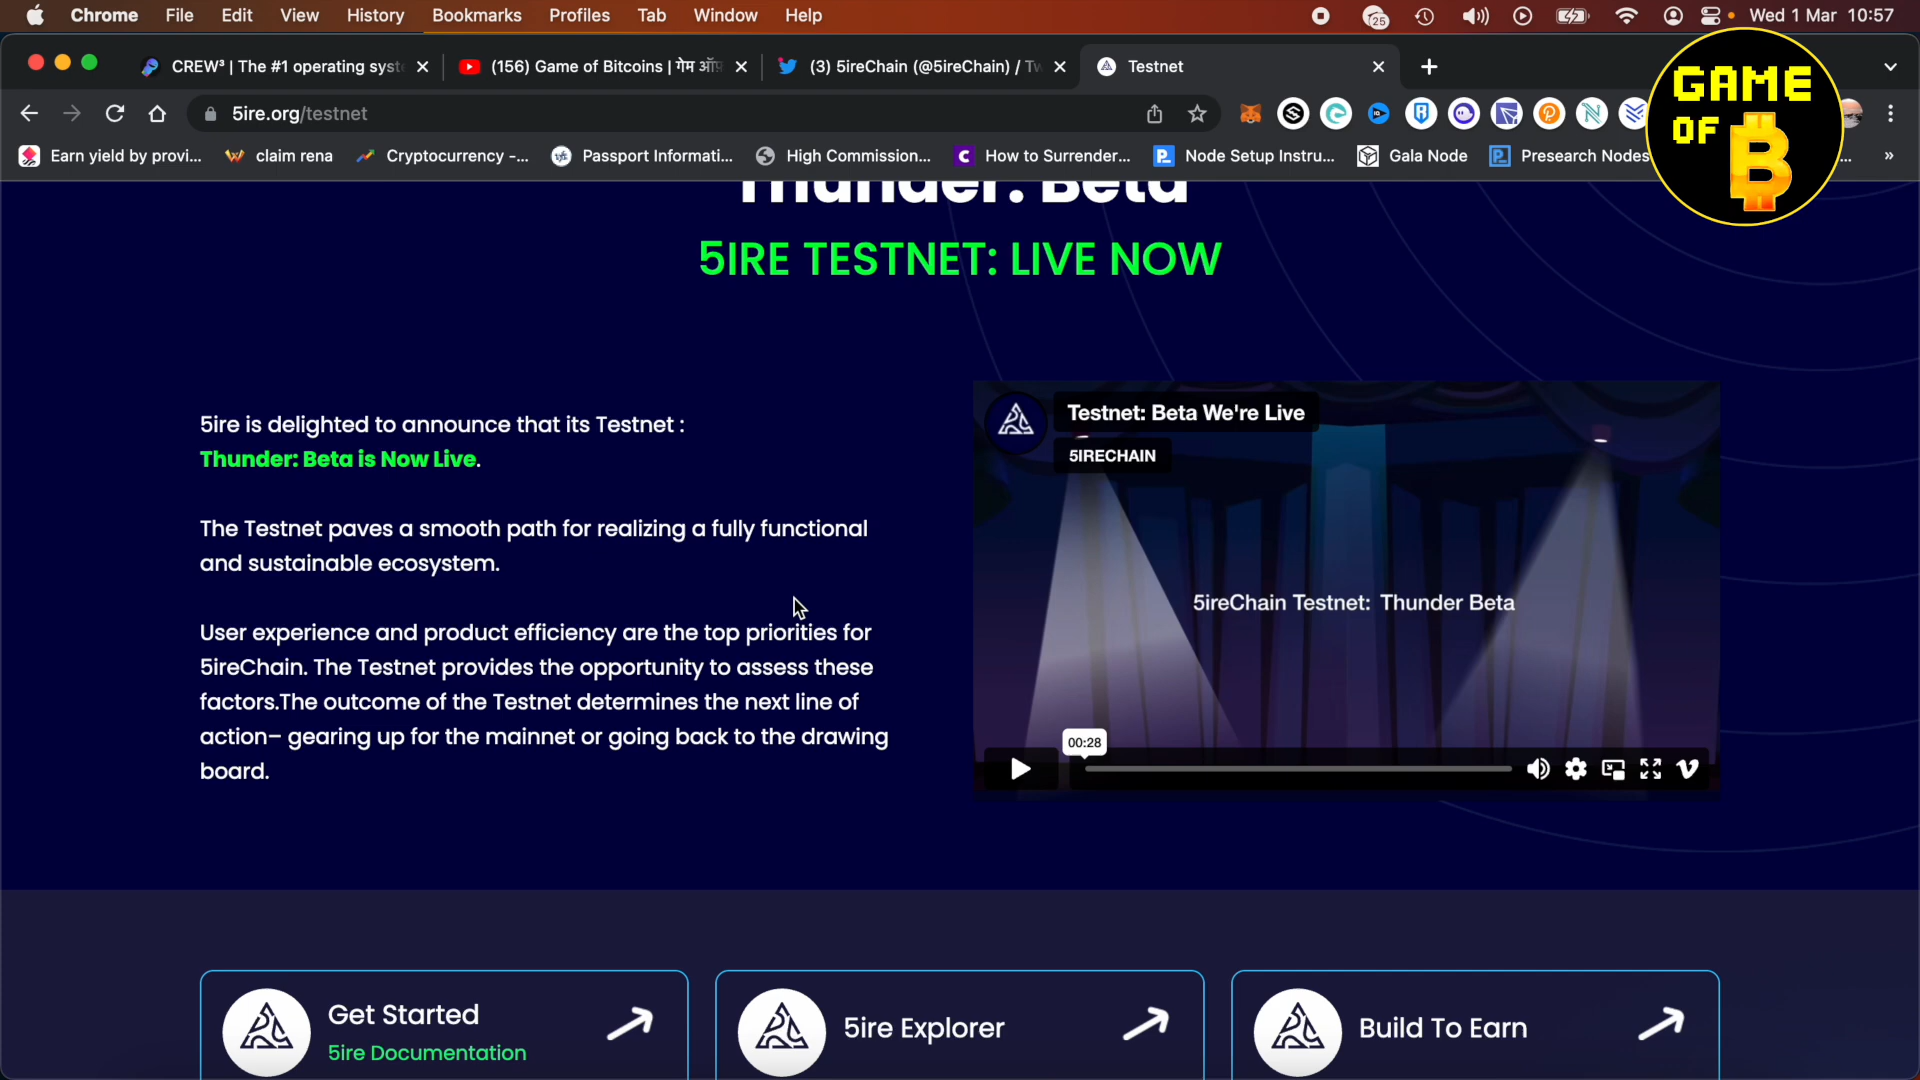 Chrome File Edit View History Bookmarks Profiles Tab Window Help 25 Wed 1 Mar 10:57
CREW³ | The #1 operating syst (156) Game of Bitcoins | गेम ऑफ़ (3) 5ireChain (@5ireChain) / Tw Testnet
5ire.org/testnet
Earn yield by provi... claim rena Cryptocurrency -... Passport Informati... High Commission... How to Surrender... Node Setup Instru... Gala Node Presearch Nodes
GAME
OF B
Thunder: Beta
5IRE TESTNET: LIVE NOW
5ire is delighted to announce that its Testnet :
Thunder: Beta is Now Live.
The Testnet paves a smooth path for realizing a fully functional
and sustainable ecosystem.
User experience and product efficiency are the top priorities for
5ireChain. The Testnet provides the opportunity to assess these
factors.The outcome of the Testnet determines the next line of
action– gearing up for the mainnet or going back to the drawing
board.
Testnet: Beta We're Live
5IRECHAIN
5ireChain Testnet: Thunder Beta
00:28
Get Started
5ire Documentation
5ire Explorer
Build To Earn